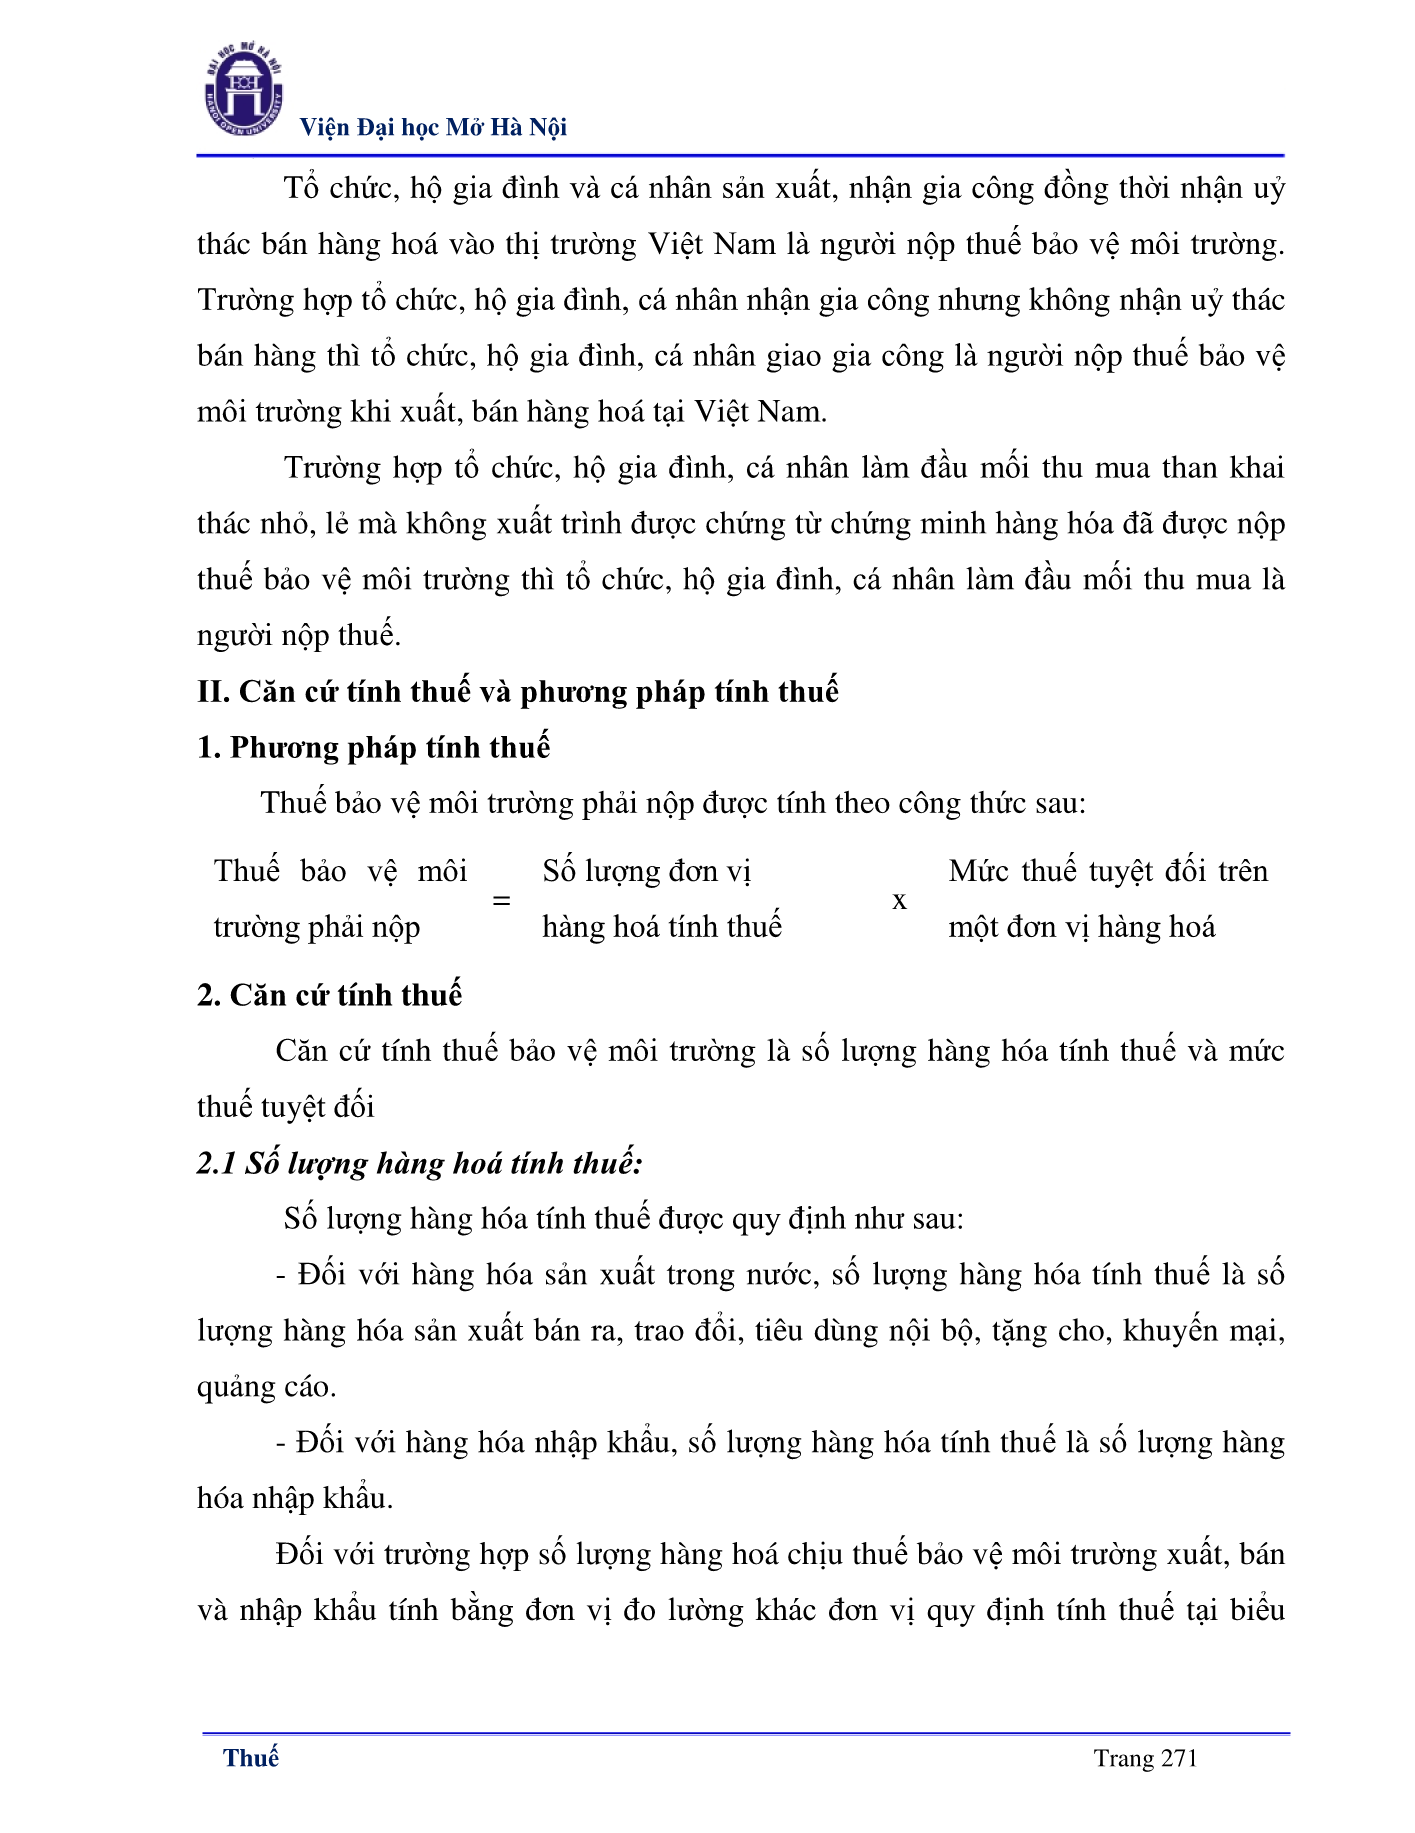 ĐẠI HỌC MỞ HÀ NỘI
HANOI OPEN UNIVERSITY
Viện Đại học Mở Hà Nội
Tổ chức, hộ gia đình và cá nhân sản xuất, nhận gia công đồng thời nhận uỷ
thác bán hàng hoá vào thị trường Việt Nam là người nộp thuế bảo vệ môi trường.
Trường hợp tổ chức, hộ gia đình, cá nhân nhận gia công nhưng không nhận uỷ thác
bán hàng thì tổ chức, hộ gia đình, cá nhân giao gia công là người nộp thuế bảo vệ
môi trường khi xuất, bán hàng hoá tại Việt Nam.
Trường hợp tổ chức, hộ gia đình, cá nhân làm đầu mối thu mua than khai
thác nhỏ, lẻ mà không xuất trình được chứng từ chứng minh hàng hóa đã được nộp
thuế bảo vệ môi trường thì tổ chức, hộ gia đình, cá nhân làm đầu mối thu mua là
người nộp thuế.
II. Căn cứ tính thuế và phương pháp tính thuế
1. Phương pháp tính thuế
Thuế bảo vệ môi trường phải nộp được tính theo công thức sau:
Thuế bảo vệ môi trường phải nộp = Số lượng đơn vị hàng hoá tính thuế x Mức thuế tuyệt đối trên một đơn vị hàng hoá
2. Căn cứ tính thuế
Căn cứ tính thuế bảo vệ môi trường là số lượng hàng hóa tính thuế và mức
thuế tuyệt đối
2.1 Số lượng hàng hoá tính thuế:
Số lượng hàng hóa tính thuế được quy định như sau:
- Đối với hàng hóa sản xuất trong nước, số lượng hàng hóa tính thuế là số
lượng hàng hóa sản xuất bán ra, trao đổi, tiêu dùng nội bộ, tặng cho, khuyến mại,
quảng cáo.
- Đối với hàng hóa nhập khẩu, số lượng hàng hóa tính thuế là số lượng hàng
hóa nhập khẩu.
Đối với trường hợp số lượng hàng hoá chịu thuế bảo vệ môi trường xuất, bán
và nhập khẩu tính bằng đơn vị đo lường khác đơn vị quy định tính thuế tại biểu
Thuế
Trang 271